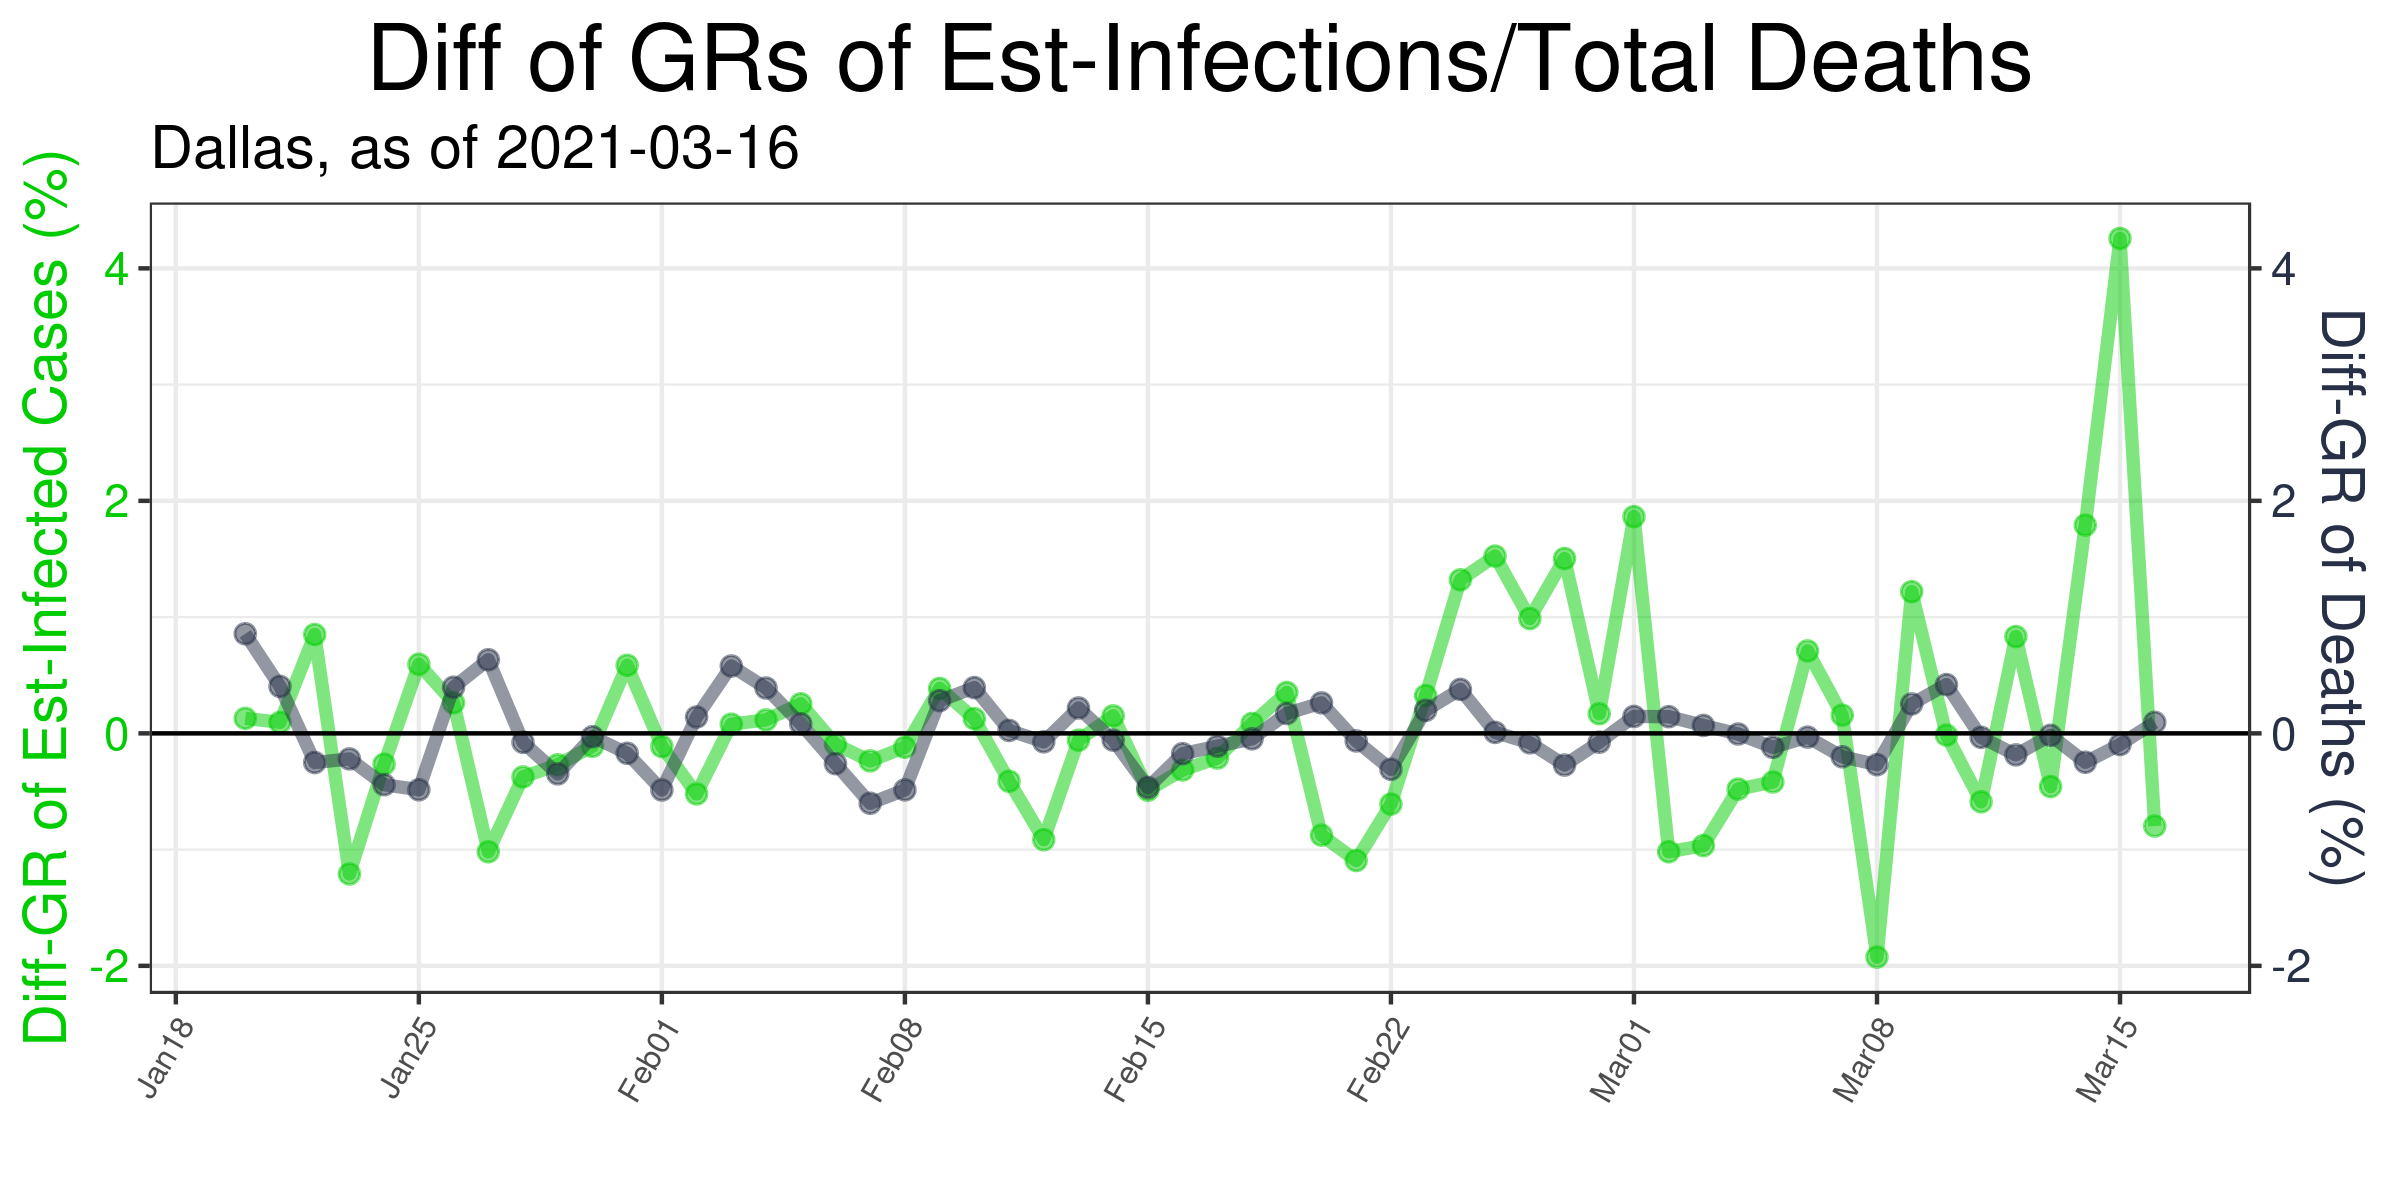 Diff of GRs of Est-Infections/Total Deaths
Dallas, as of 2021-03-16
Diff-GR of Est-Infected Cases (%)
4
2
0
-2
4
2
0
-2
Diff-GR of Deaths (%)
Jan18
Jan25
Feb01
Feb08
Feb15
Feb22
Mar01
Mar08
Mar15